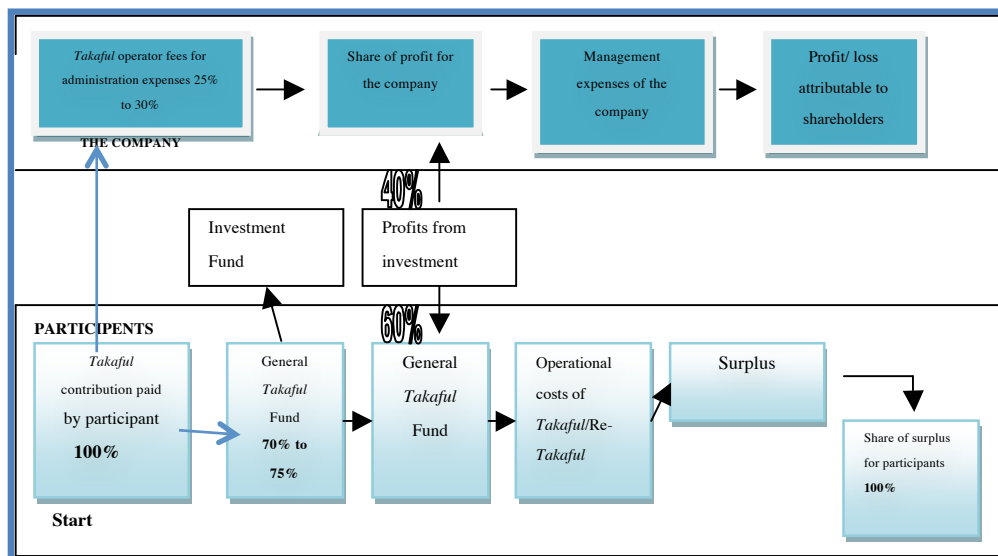 Takaful operator fees for
administration expenses 25%
to 30%
Share of profit for
the company
Management
expenses of the
company
Profit/ loss
attributable to
shareholders
THE COMPANY
40%
Investment
Fund
Profits from
investment
60%
PARTICIPENTS
Takaful
contribution paid
by participant
100%
General
Takaful
Fund
70% to
75%
General
Takaful
Fund
Operational
costs of
Takaful/Re-
Takaful
Surplus
Share of surplus
for participants
100%
Start